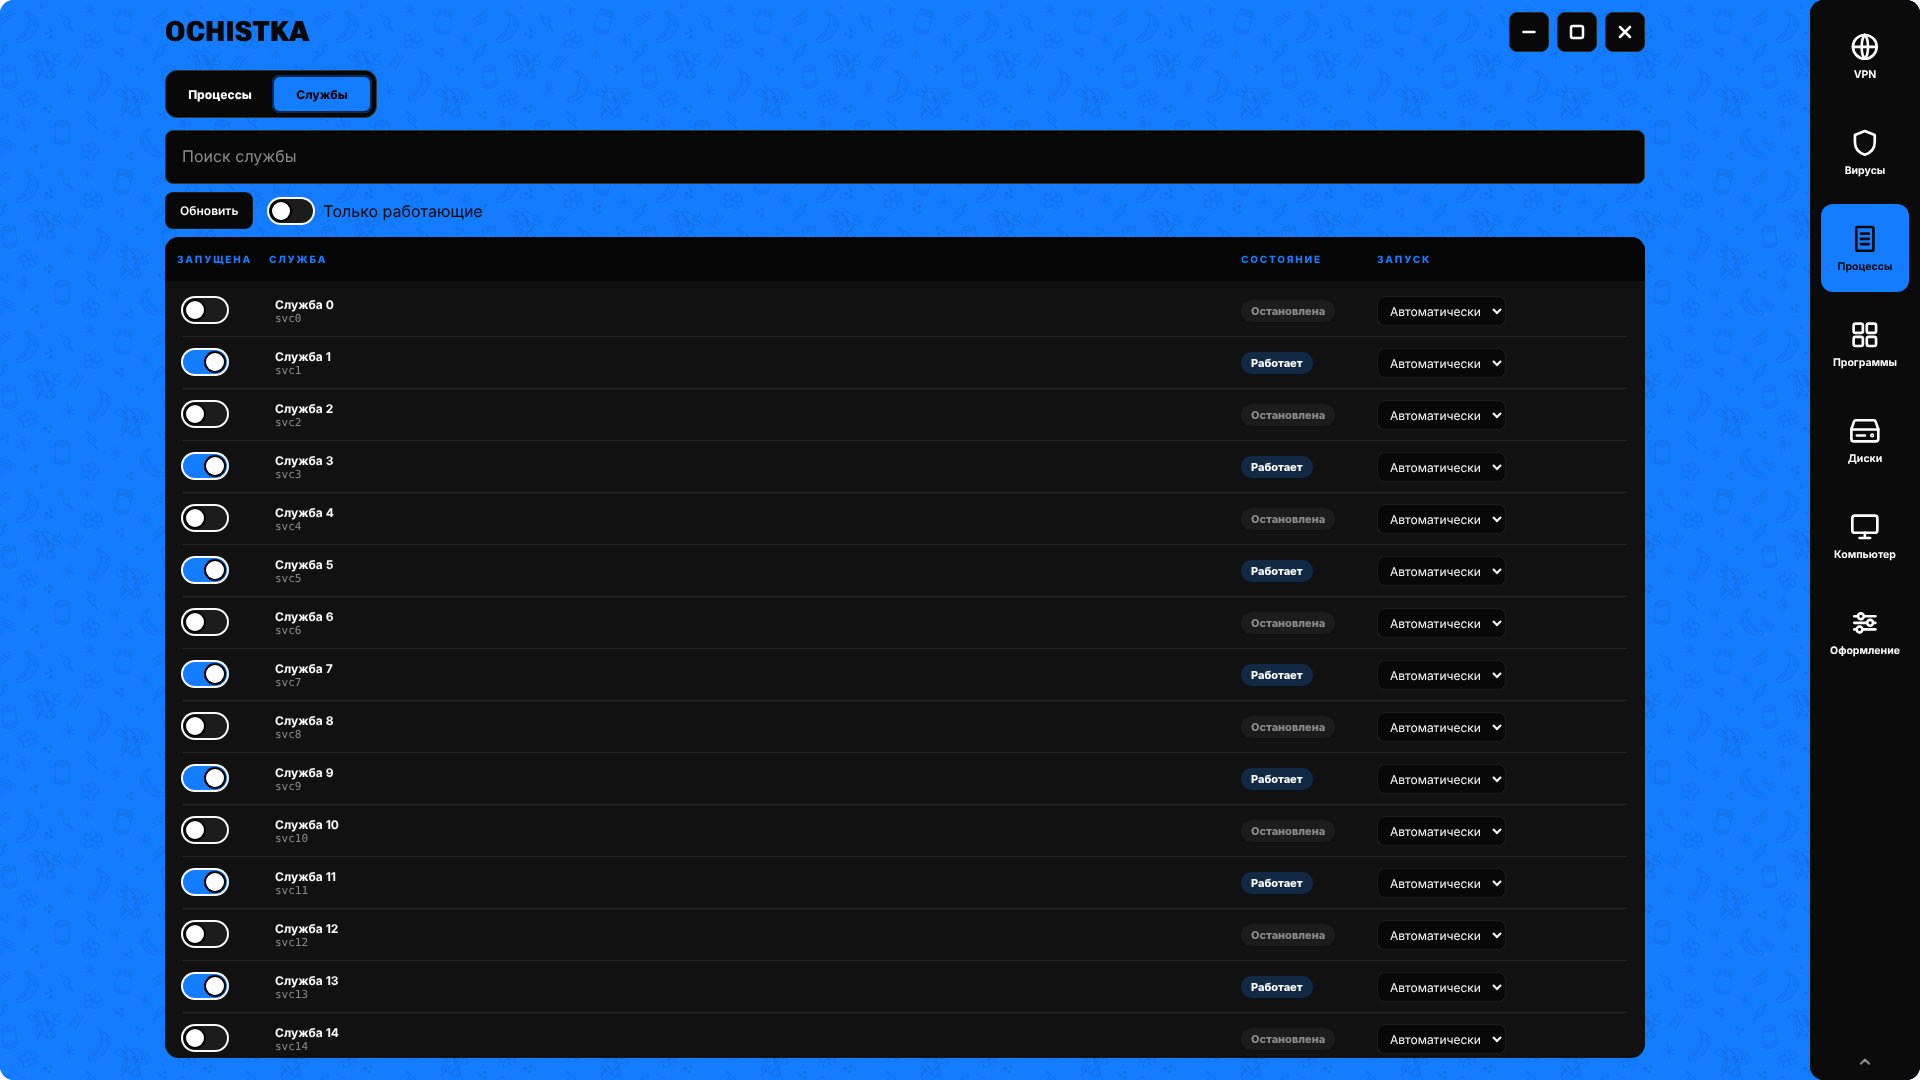 OCHISTKA
Процессы Службы
Поиск службы
Обновить Только работающие
ЗАПУЩЕНА СЛУЖБА СОСТОЯНИЕ ЗАПУСК
Служба 0
svc0
Остановлена Автоматически
Служба 1
svc1
Работает Автоматически
Служба 2
svc2
Остановлена Автоматически
Служба 3
svc3
Работает Автоматически
Служба 4
svc4
Остановлена Автоматически
Служба 5
svc5
Работает Автоматически
Служба 6
svc6
Остановлена Автоматически
Служба 7
svc7
Работает Автоматически
Служба 8
svc8
Остановлена Автоматически
Служба 9
svc9
Работает Автоматически
Служба 10
svc10
Остановлена Автоматически
Служба 11
svc11
Работает Автоматически
Служба 12
svc12
Остановлена Автоматически
Служба 13
svc13
Работает Автоматически
Служба 14
svc14
Остановлена Автоматически
VPN
Вирусы
Процессы
Программы
Диски
Компьютер
Оформление